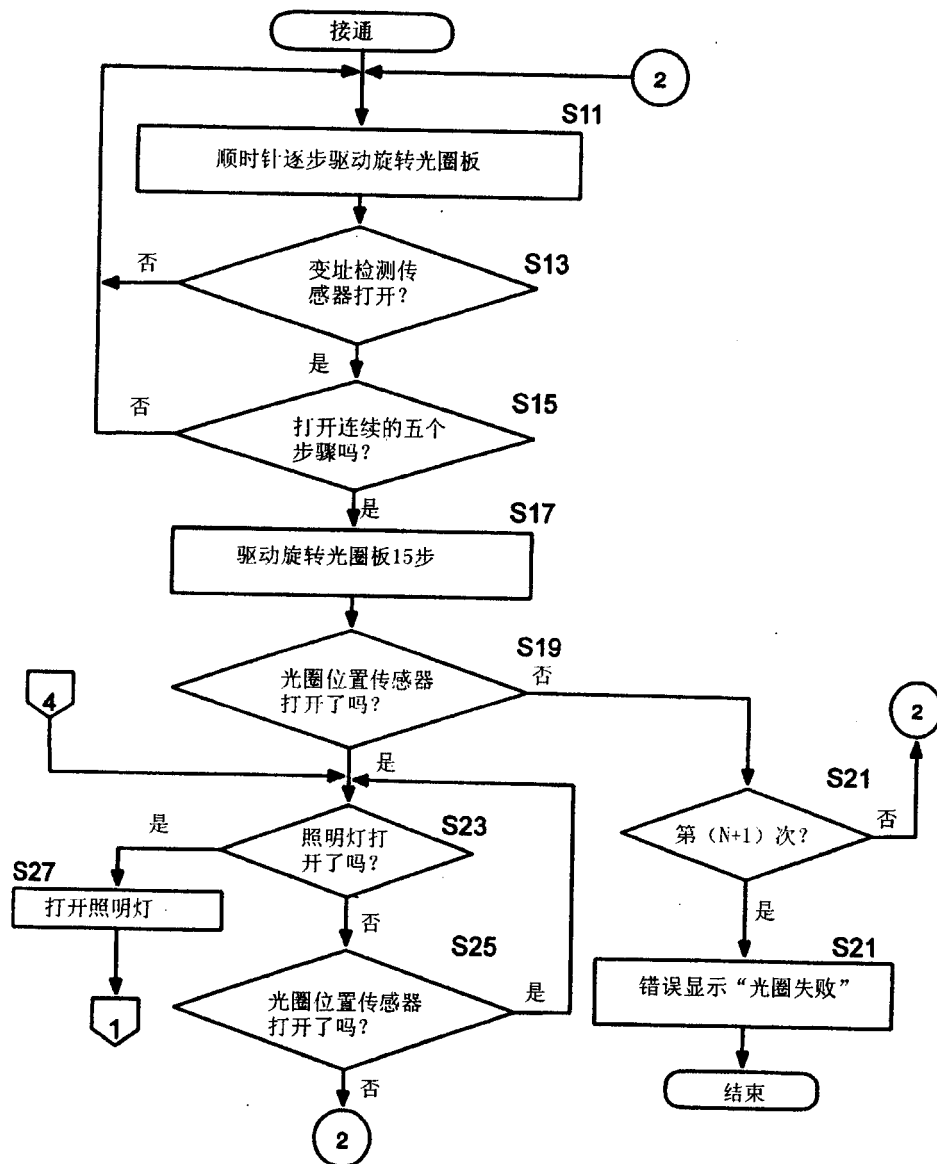 接通
2
S11
顺时针逐步驱动旋转光圈板
否
变址检测传
感器打开?
S13
是
否
打开连续的五个
步骤吗?
S15
是
S17
驱动旋转光圈板15步
S19
光圈位置传感器
打开了吗?
否
4
2
是
S21
是
照明灯打
开了吗?
S23
第（N+1）次?
否
S27
打开照明灯
否
是
S25
S21
1
光圈位置传感器
打开了吗?
是
错误显示“光圈失败”
否
结束
2